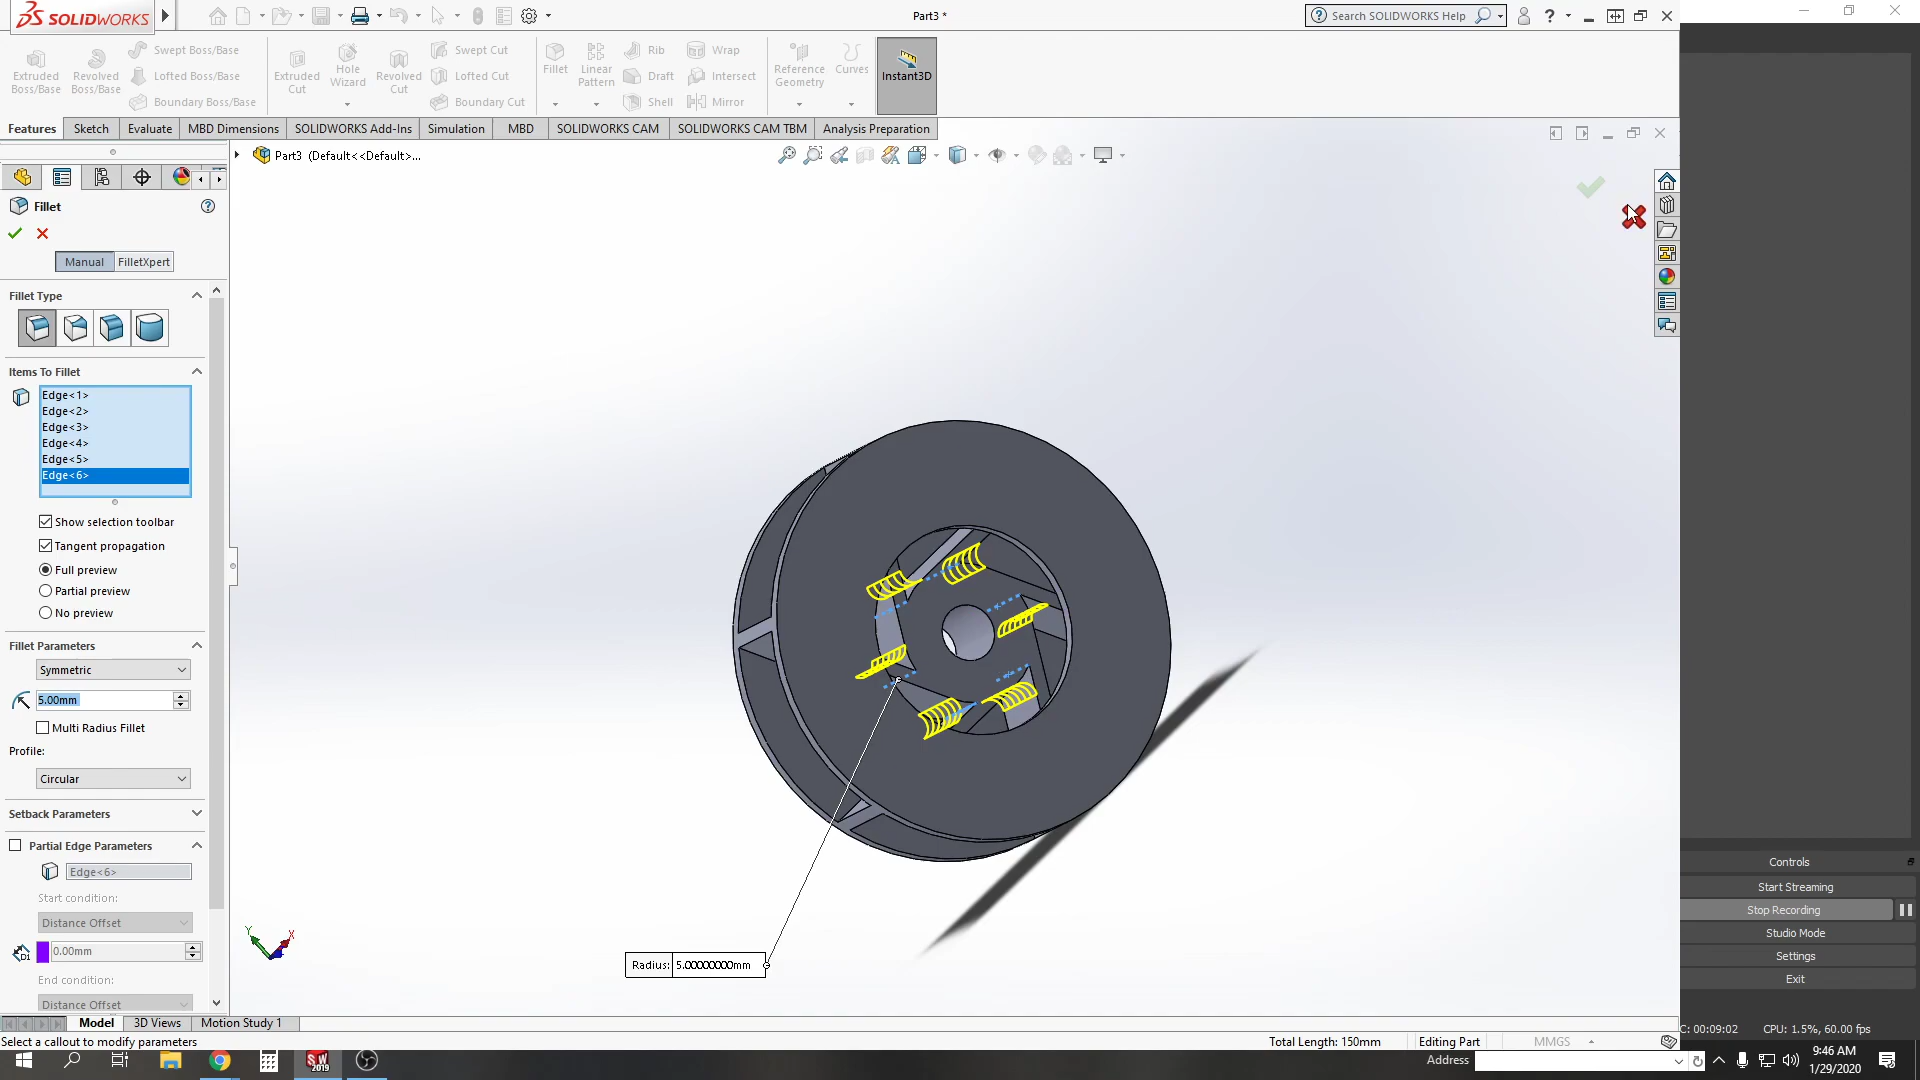 SOLIDWORKS
Part3 *
Search SOLIDWORKS Help
Extruded Boss/Base
Revolved Boss/Base
Swept Boss/Base
Lofted Boss/Base
Boundary Boss/Base
Extruded Cut
Hole Wizard
Revolved Cut
Swept Cut
Lofted Cut
Boundary Cut
Fillet
Linear Pattern
Rib
Draft
Shell
Wrap
Intersect
Mirror
Reference Geometry
Curves
Instant3D
Features Sketch Evaluate MBD Dimensions SOLIDWORKS Add-Ins Simulation MBD SOLIDWORKS CAM SOLIDWORKS CAM TBM Analysis Preparation
Part3 (Default<<Default>...
Fillet
Manual FilletXpert
Fillet Type
Items To Fillet
Edge<1>
Edge<2>
Edge<3>
Edge<4>
Edge<5>
Edge<6>
Show selection toolbar
Tangent propagation
Full preview
Partial preview
No preview
Fillet Parameters
Symmetric
5.00mm
Multi Radius Fillet
Profile:
Circular
Setback Parameters
Partial Edge Parameters
Edge<6>
Start condition:
Distance Offset
0.00mm
End condition:
Distance Offset
Radius: 5.00000000mm
Y X
Model 3D Views Motion Study 1
Select a callout to modify parameters
Total Length: 150mm Editing Part MMGS
Controls
Start Streaming
Stop Recording
Studio Mode
Settings
Exit
C: 00:09:02 CPU: 1.5%, 60.00 fps
Address
SW 2019
9:46 AM
1/29/2020